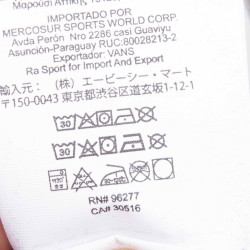 Μαρούσι Αττικής
IMPORTADO POR
MERCOSUR SPORTS WORLD CORP.
Avda Perón Nro 2286 casi Guaviyu
Asunción-Paraguay RUC:80028213-2
Exportador: VANS
Ra Sport for Import And Export
輸入元: (株) エービーシー・マート
〒150-0043 東京都渋谷区道玄坂1-12-1
30
30
RN# 96277
CA# 30516